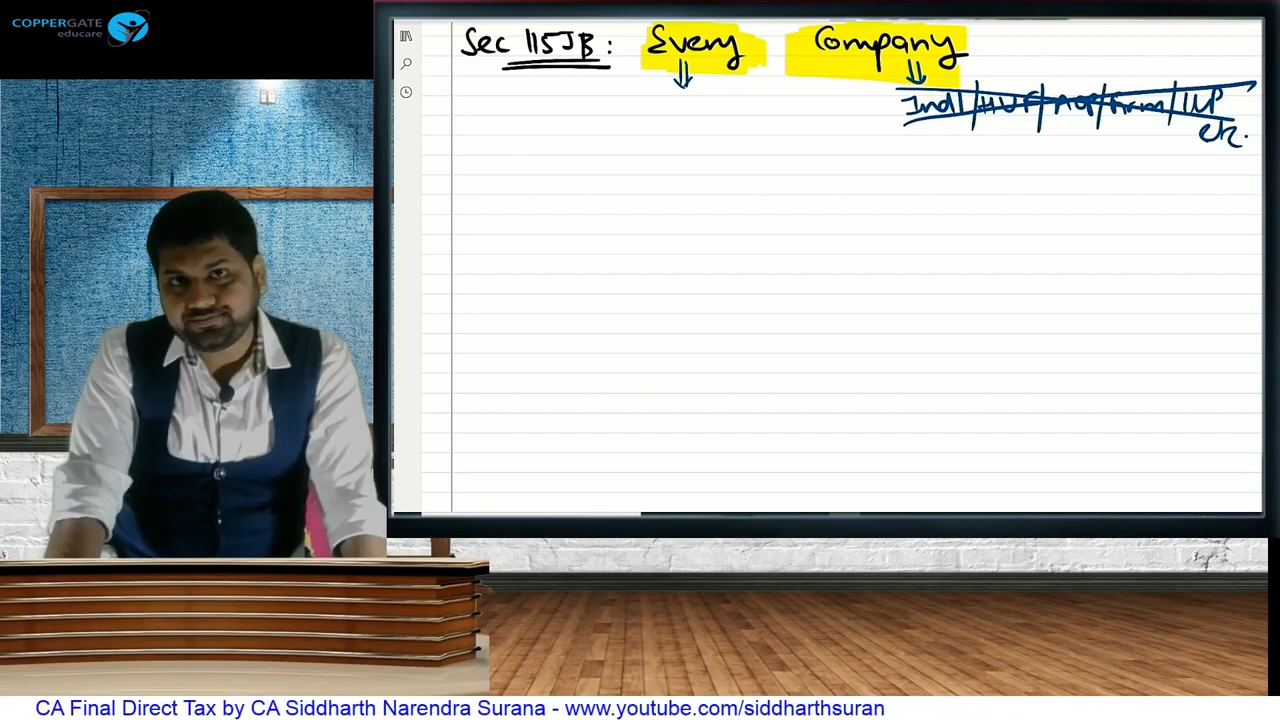 COPPERGATE
educare
Sec 115JB: Every Company
Indl/HUF/AOP/Firm/LLP
etc.
CA Final Direct Tax by CA Siddharth Narendra Surana - www.youtube.com/siddharthsuran